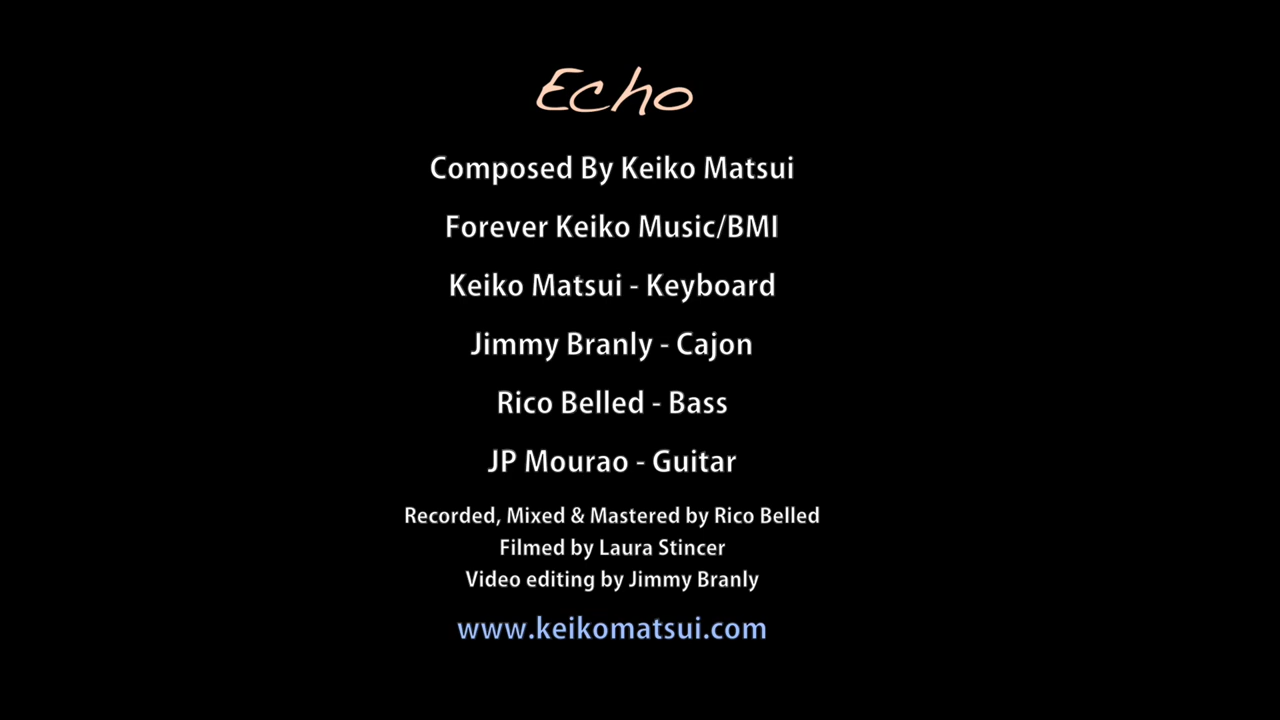 Echo
Composed By Keiko Matsui
Forever Keiko Music/BMI
Keiko Matsui - Keyboard
Jimmy Branly - Cajon
Rico Belled - Bass
JP Mourao - Guitar
Recorded, Mixed & Mastered by Rico Belled
Filmed by Laura Stincer
Video editing by Jimmy Branly
www.keikomatsui.com